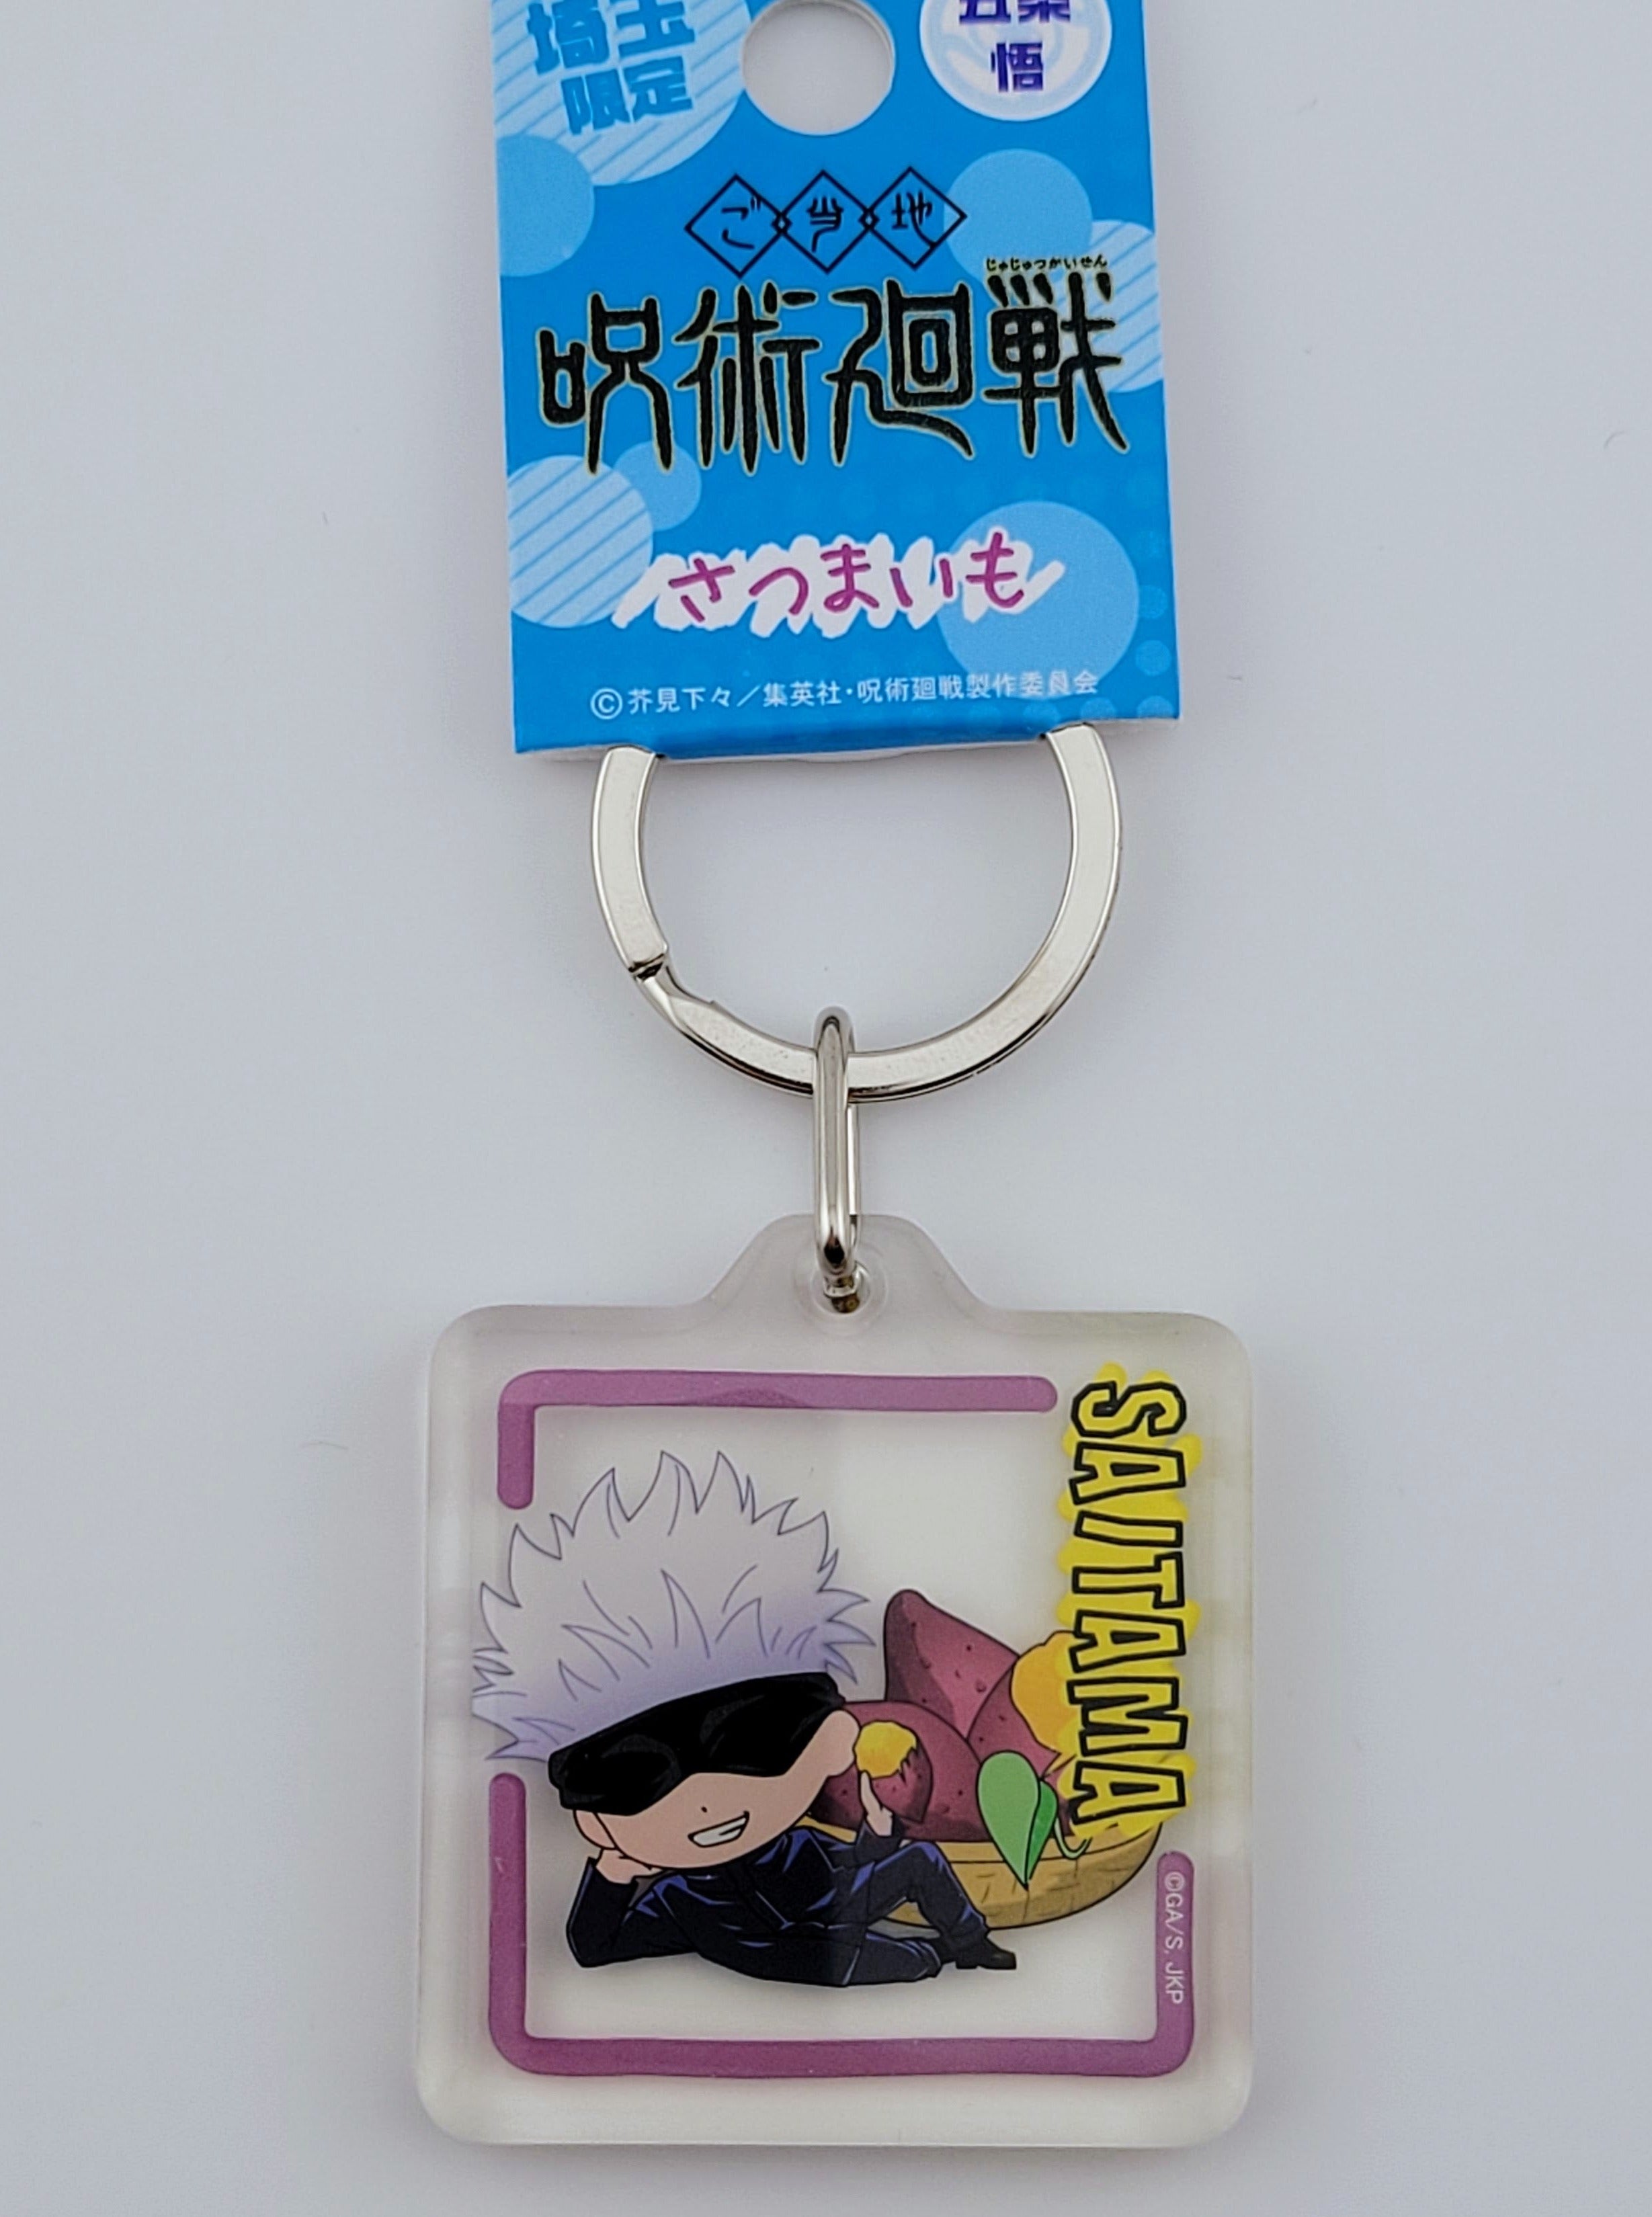 埼玉
限定
五条
悟
ご当地
じゅじゅつかいせん
呪術廻戦
さつまいも
©芥見下々／集英社・呪術廻戦製作委員会
SAITAMA
©GA/S, JKP